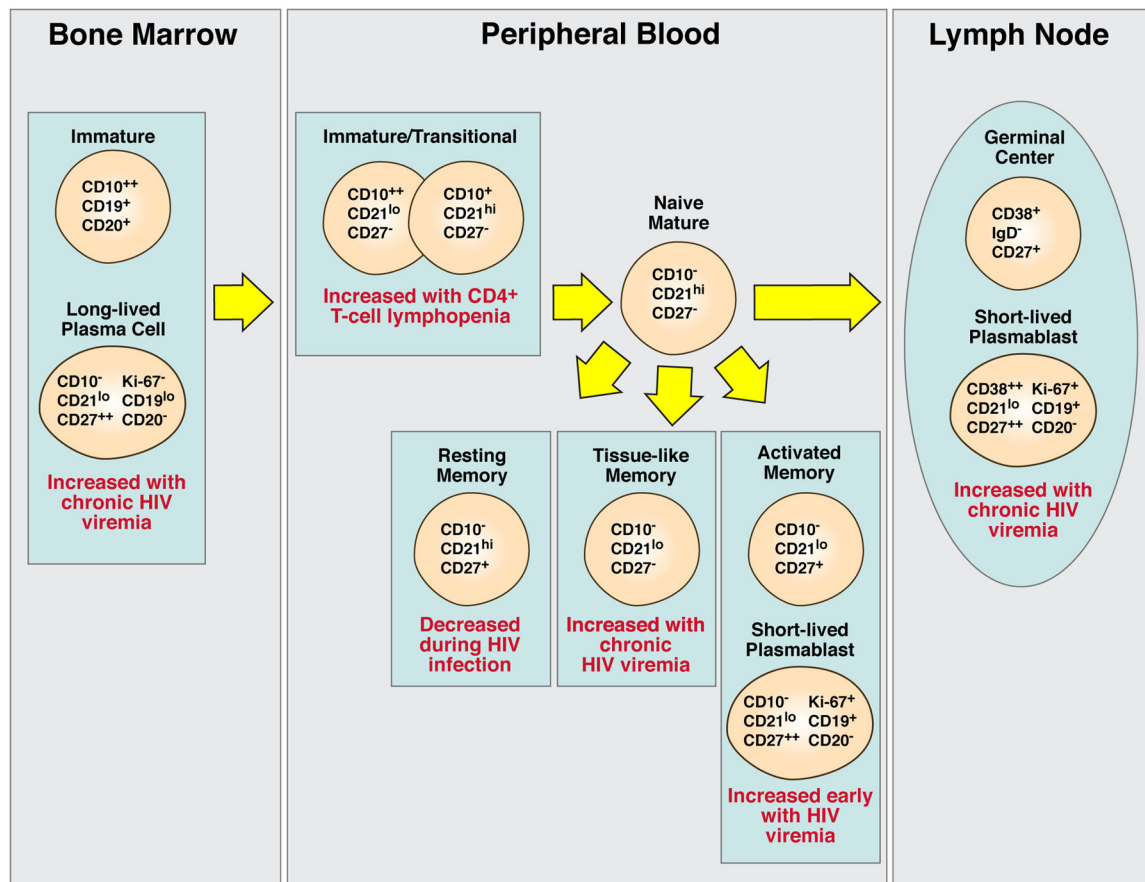 Bone Marrow
Immature
CD10++
CD19+
CD20+
Long-lived
Plasma Cell
CD10- Ki-67-
CD21lo CD19lo
CD27++ CD20-
Increased with
chronic HIV
viremia
Peripheral Blood
Immature/Transitional
CD10++
CD21lo
CD27-
CD10+
CD21hi
CD27-
Increased with CD4+
T-cell lymphopenia
Naive
Mature
CD10-
CD21hi
CD27-
Resting
Memory
CD10-
CD21hi
CD27+
Decreased
during HIV
infection
Tissue-like
Memory
CD10-
CD21lo
CD27-
Increased with
chronic
HIV viremia
Activated
Memory
CD10-
CD21lo
CD27+
Short-lived
Plasmablast
CD10- Ki-67+
CD21lo CD19+
CD27++ CD20-
Increased early
with HIV
viremia
Lymph Node
Germinal
Center
CD38+
IgD-
CD27+
Short-lived
Plasmablast
CD38++ Ki-67+
CD21lo CD19+
CD27++ CD20-
Increased with
chronic HIV
viremia